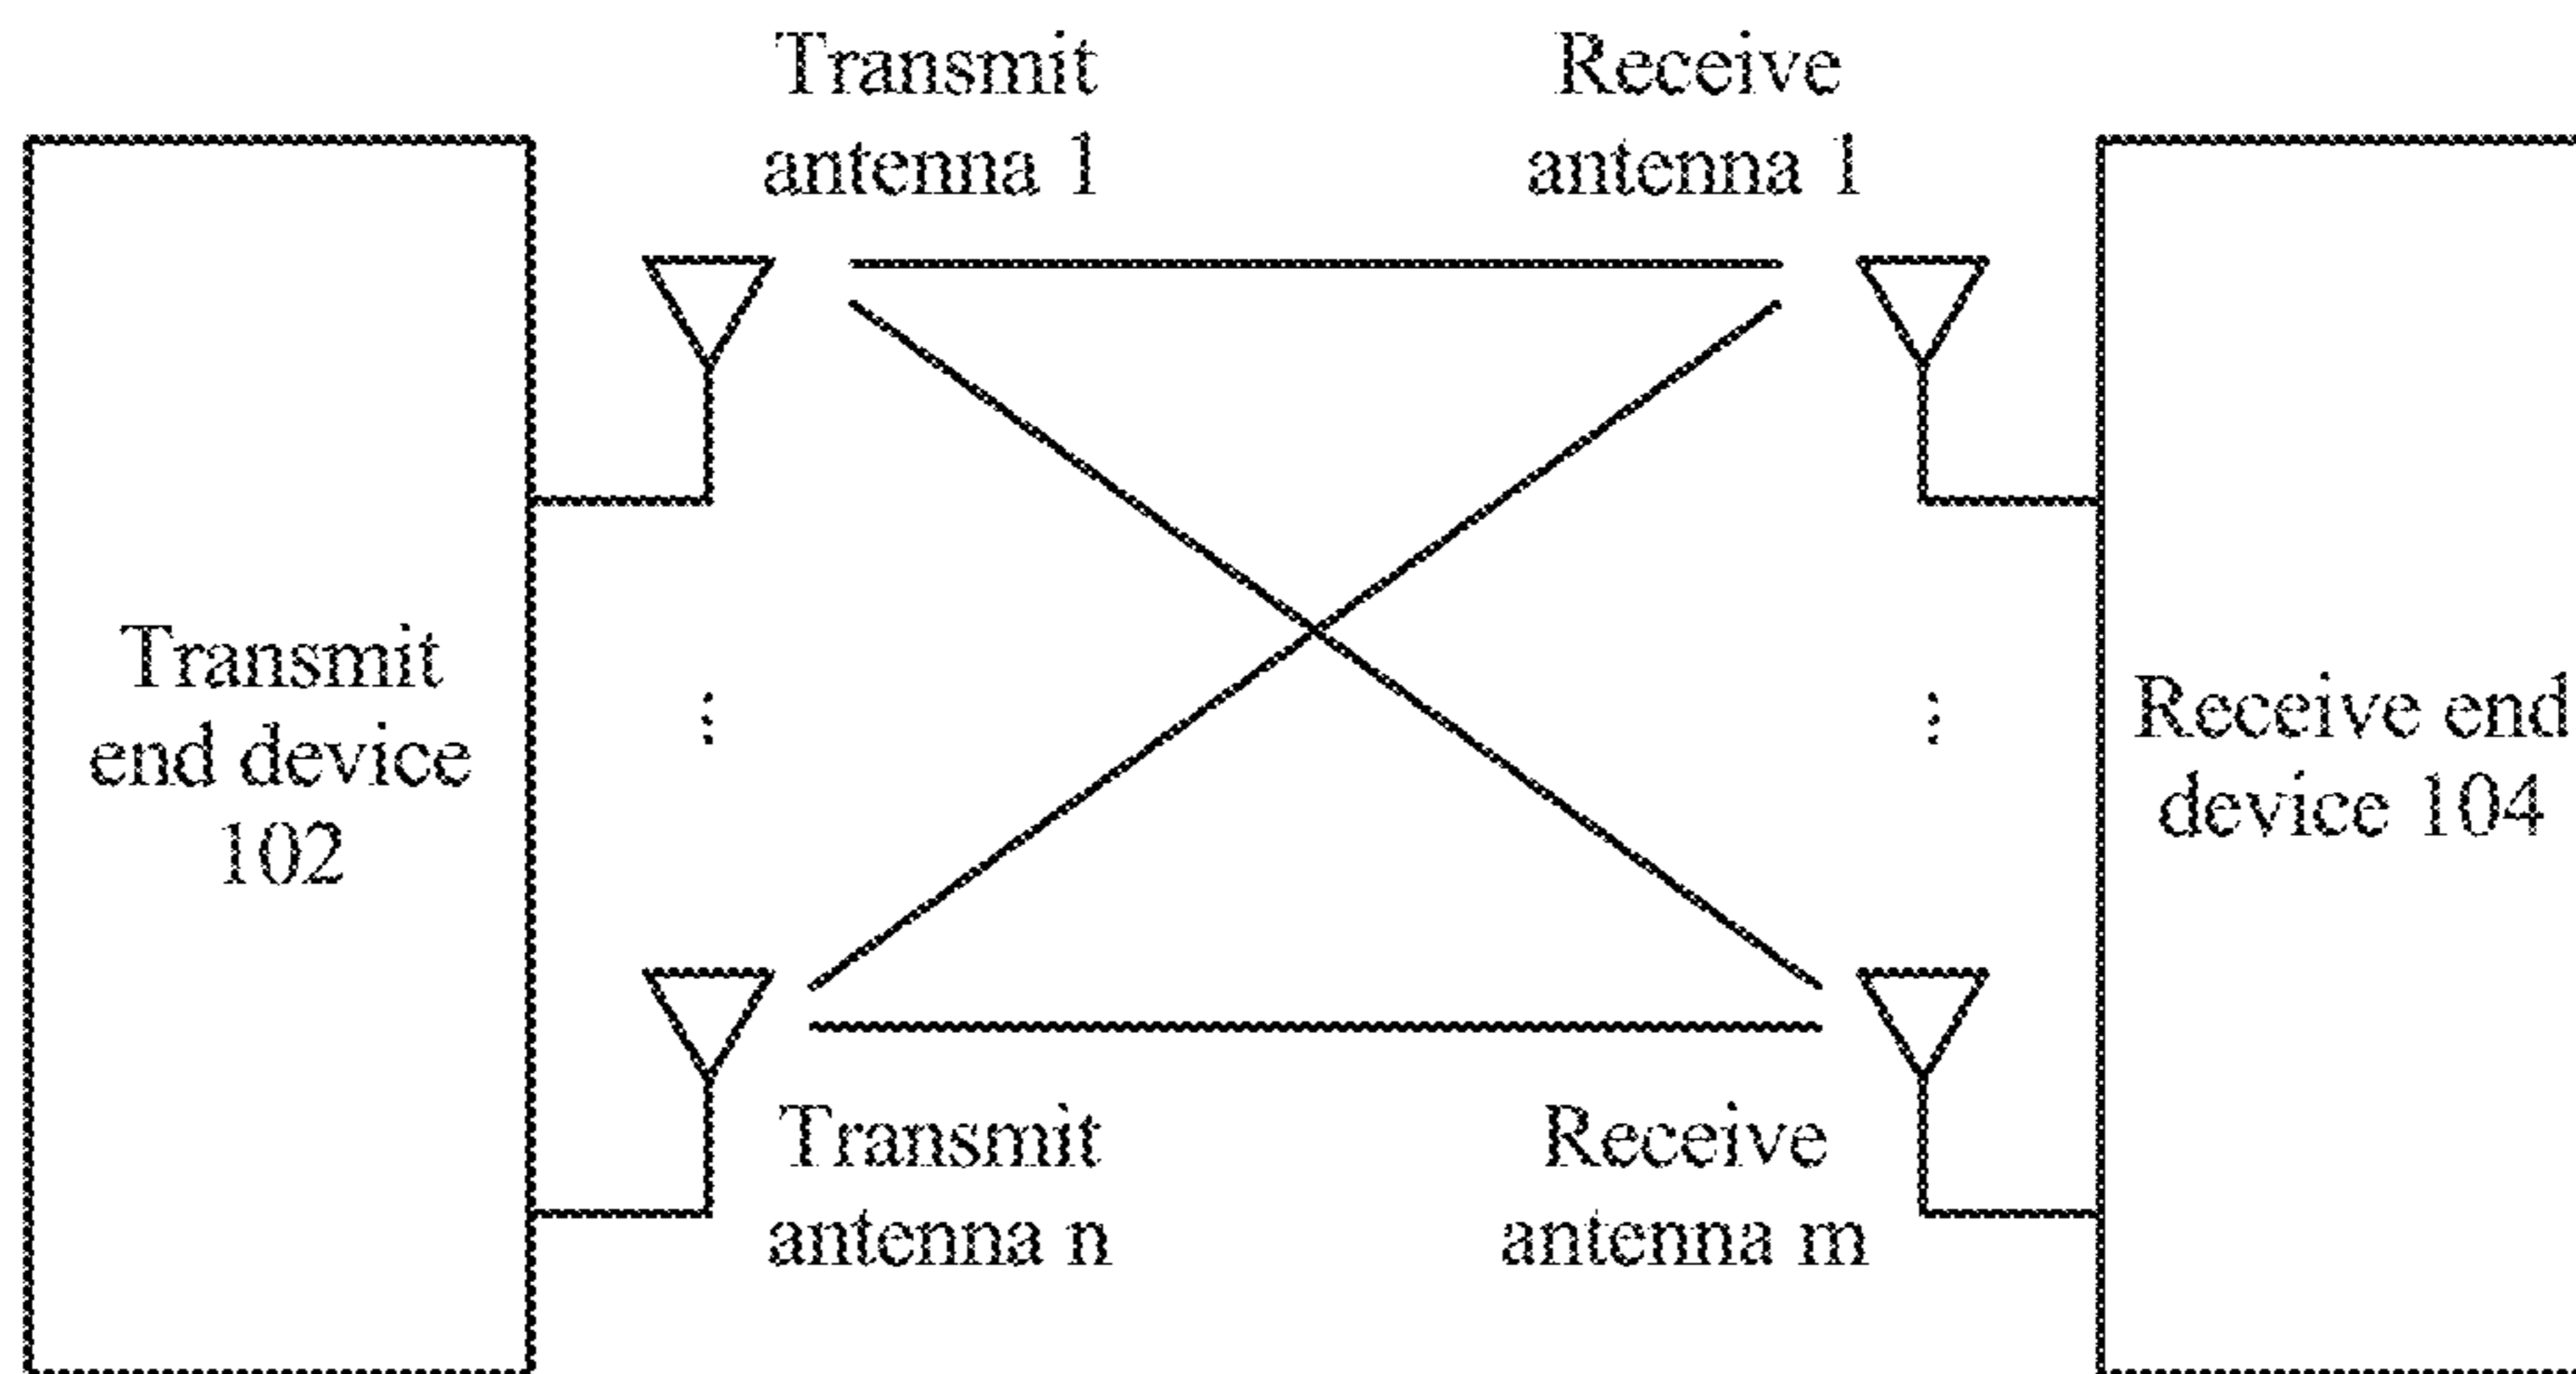 Transmit
antenna 1
Receive
antenna 1
Transmit
end device
102
Receive end
device 104
Transmit
antenna n
Receive
antenna m